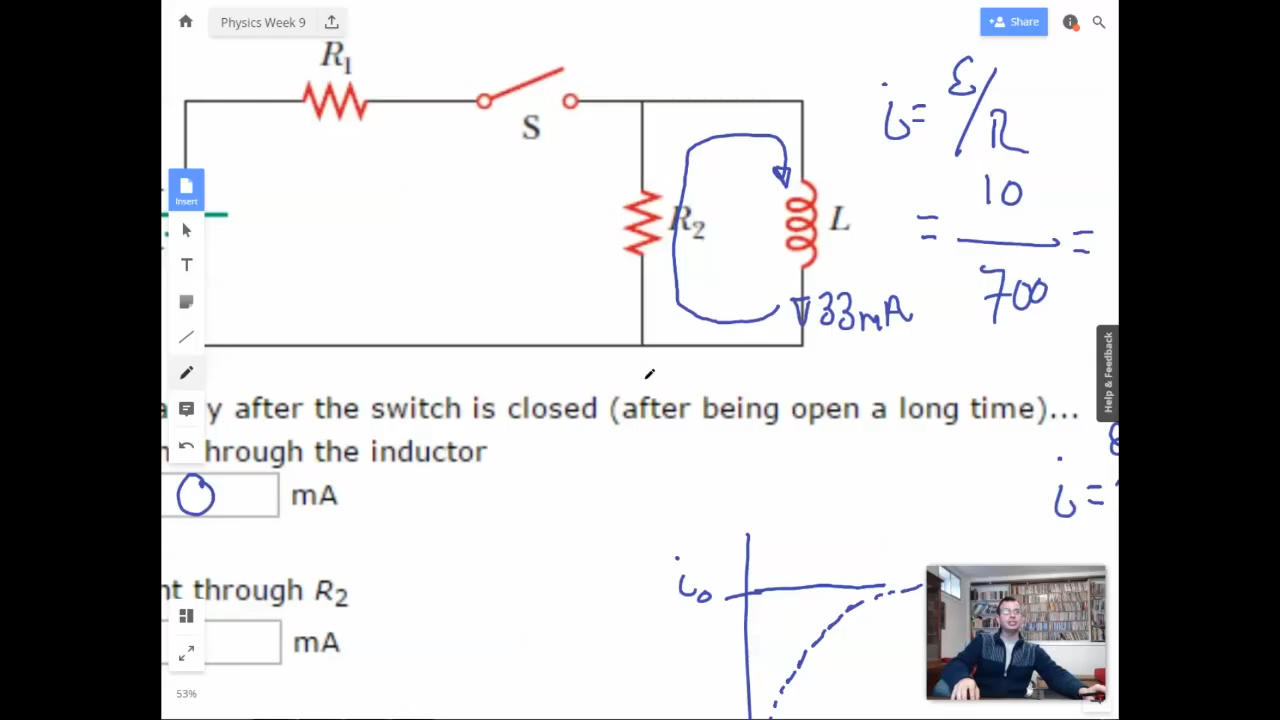 Physics Week 9
Share
R1
S
R2
L
i = ε/R
= 10 / 700 =
33mA
Insert
T
Help & Feedback
y after the switch is closed (after being open a long time)...
hrough the inductor
0 mA
i =
nt through R2
mA
i0
53%